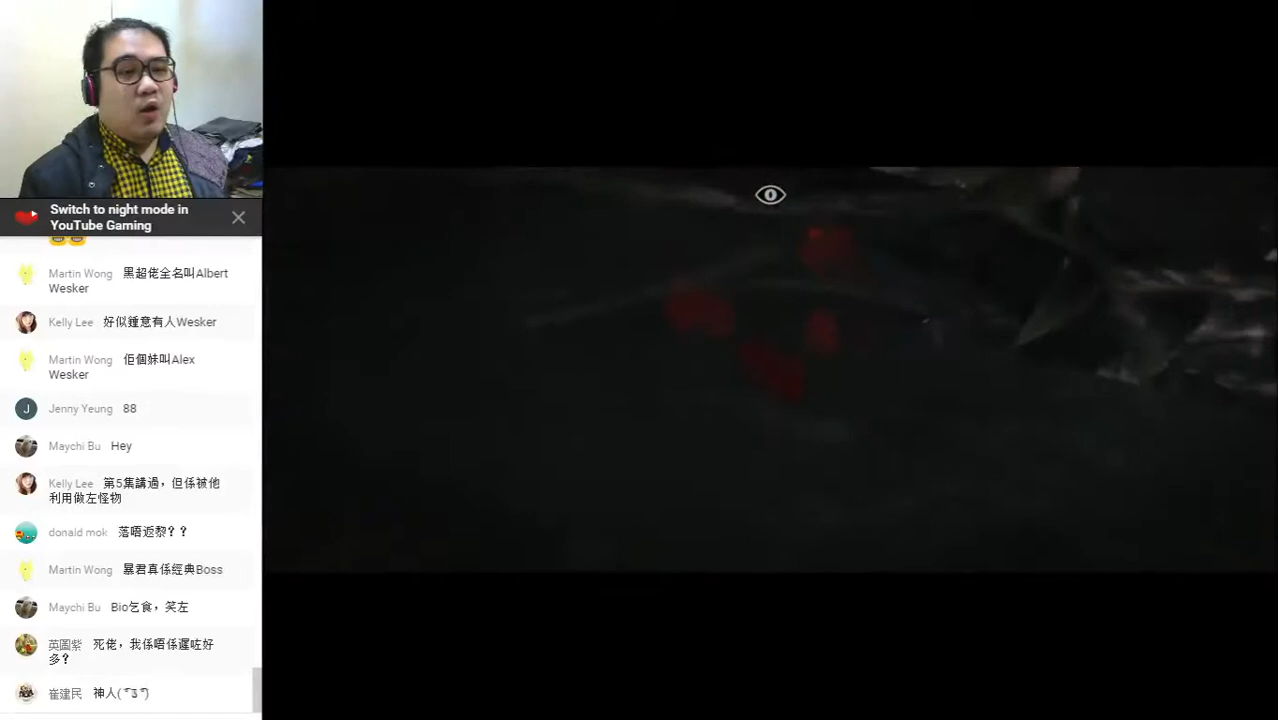 Switch to night mode in
YouTube Gaming
Martin Wong 黑超佬全名叫Albert
Wesker
Kelly Lee 好似鍾意有人Wesker
Martin Wong 佢個妹叫Alex
Wesker
J
Jenny Yeung 88
Maychi Bu Hey
Kelly Lee 第5集講過，但係被他
利用做左怪物
donald mok 落唔返黎？？
Martin Wong 暴君真係經典Boss
Maychi Bu Bio乞食，笑左
英圖紫 死佬，我係唔係遲咗好
多？
崔建民 神人( ͡° ͜ʖ ͡°)